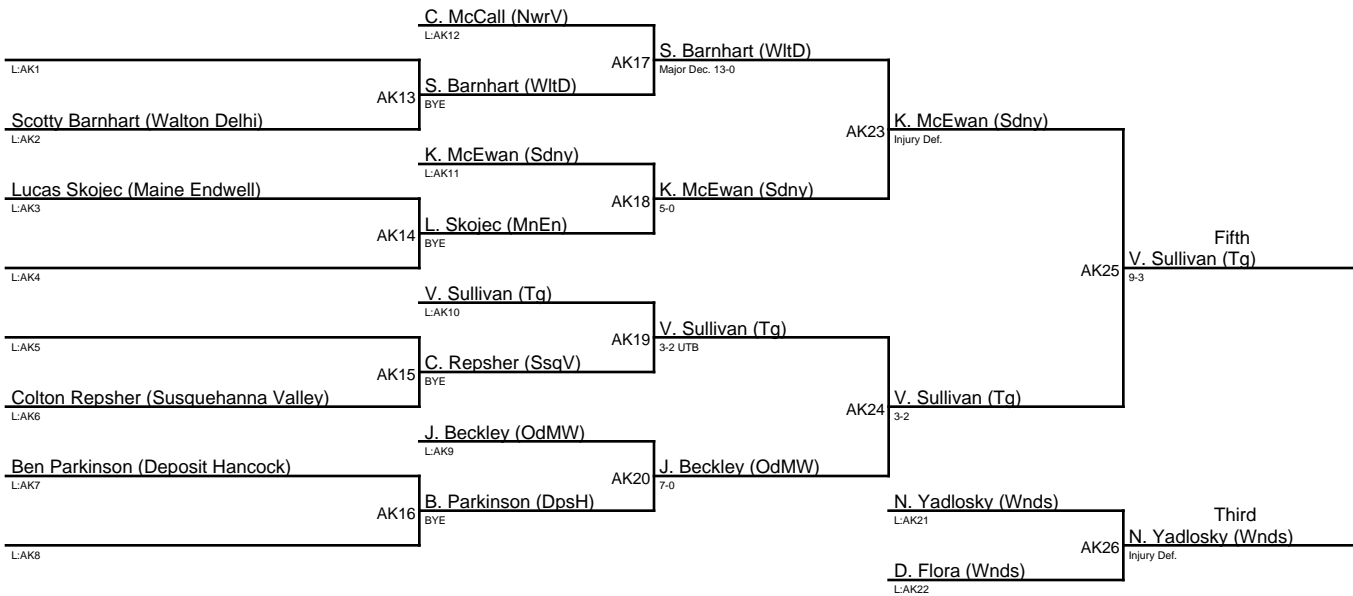 C. McCall (NwrV)
L:AK12
L:AK1
AK17
S. Barnhart (WltD)
Major Dec. 13-0
AK13
S. Barnhart (WltD)
BYE
Scotty Barnhart (Walton Delhi)
L:AK2
AK23
K. McEwan (Sdny)
Injury Def.
K. McEwan (Sdny)
L:AK11
Lucas Skojec (Maine Endwell)
L:AK3
AK18
K. McEwan (Sdny)
5-0
AK14
L. Skojec (MnEn)
BYE
L:AK4
AK25
Fifth
V. Sullivan (Tg)
9-3
V. Sullivan (Tg)
L:AK10
L:AK5
AK19
V. Sullivan (Tg)
3-2 UTB
AK15
C. Repsher (SsqV)
BYE
Colton Repsher (Susquehanna Valley)
L:AK6
AK24
V. Sullivan (Tg)
3-2
J. Beckley (OdMW)
L:AK9
Ben Parkinson (Deposit Hancock)
L:AK7
AK20
J. Beckley (OdMW)
7-0
AK16
B. Parkinson (DpsH)
BYE
N. Yadlosky (Wnds)
L:AK21
L:AK8
AK26
Third
N. Yadlosky (Wnds)
Injury Def.
D. Flora (Wnds)
L:AK22